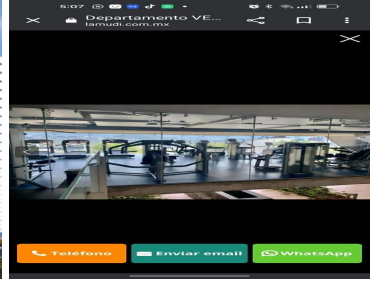 5:07
Departamento VE...
lamudi.com.mx
Teléfono
Enviar email
WhatsApp